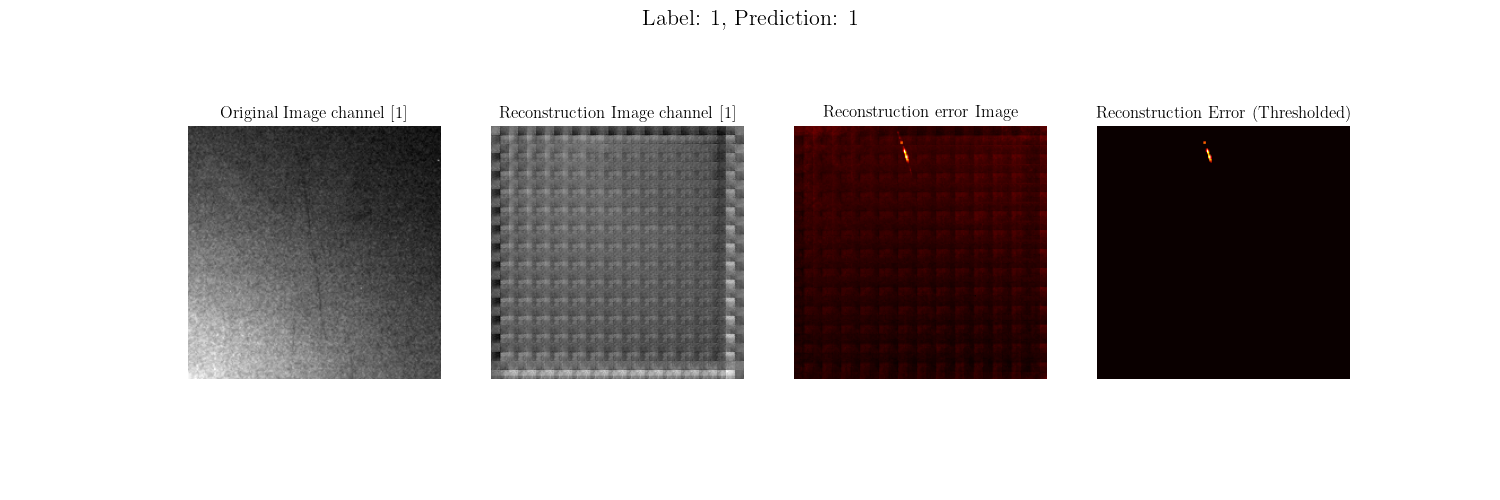 Label: 1, Prediction: 1
Original Image channel [1]
Reconstruction Image channel [1]
Reconstruction error Image
Reconstruction Error (Thresholded)